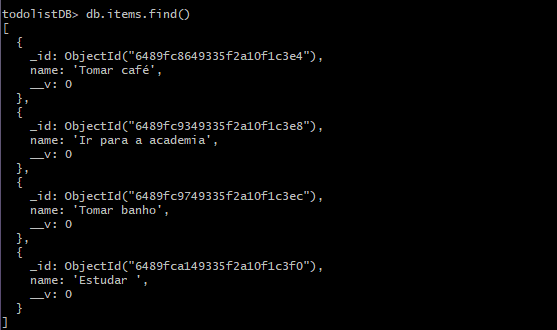 todolistDB> db.items.find()
[
  {
    _id: ObjectId("6489fc8649335f2a10f1c3e4"),
    name: 'Tomar café',
    __v: 0
  },
  {
    _id: ObjectId("6489fc9349335f2a10f1c3e8"),
    name: 'Ir para a academia',
    __v: 0
  },
  {
    _id: ObjectId("6489fc9749335f2a10f1c3ec"),
    name: 'Tomar banho',
    __v: 0
  },
  {
    _id: ObjectId("6489fca149335f2a10f1c3f0"),
    name: 'Estudar ',
    __v: 0
  }
]